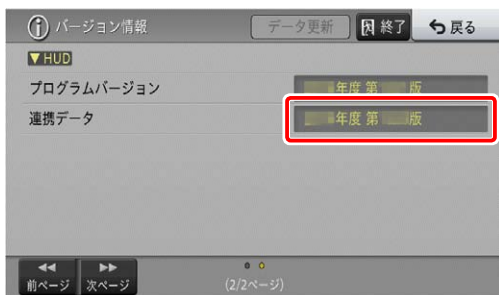 バージョン情報
データ更新
終了
戻る
▼HUD
プログラムバージョン
年度 第 版
連携データ
年度 第 版
前ページ
次ページ
(2/2ページ)